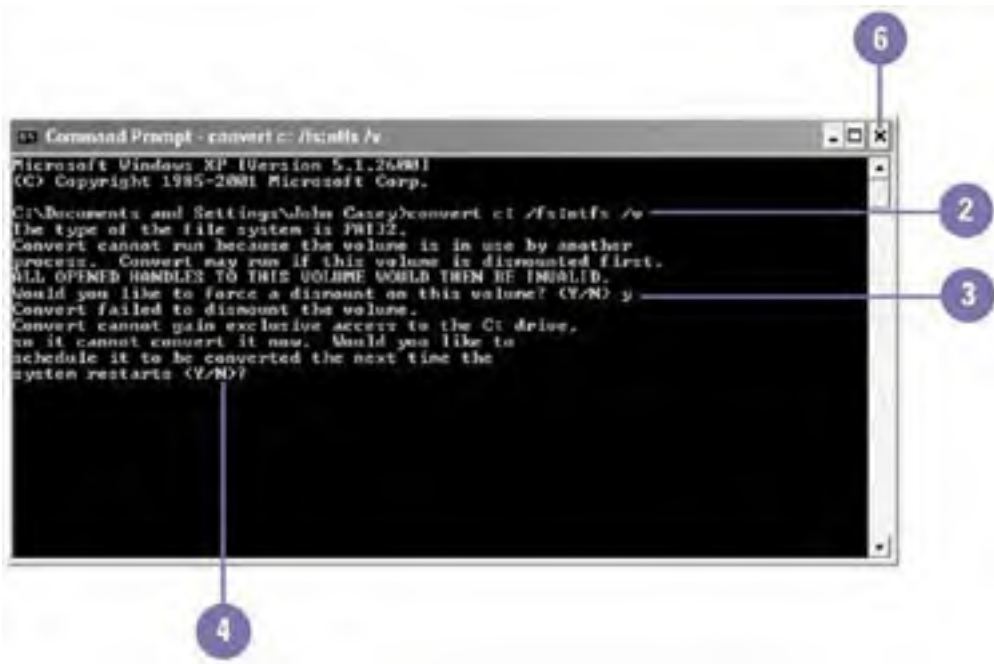 6
Command Prompt - convert c: /fs:ntfs /v
Microsoft Windows XP [Version 5.1.2600]
(C) Copyright 1985-2001 Microsoft Corp.
C:\Documents and Settings\John Casey>convert c: /fs:ntfs /v
2
The type of the file system is FAT32.
Convert cannot run because the volume is in use by another
process. Convert may run if this volume is dismounted first.
ALL OPENED HANDLES TO THIS VOLUME WOULD THEN BE INVALID.
Would you like to force a dismount on this volume? (Y/N) y
3
Convert failed to dismount the volume.
Convert cannot gain exclusive access to the C: drive,
so it cannot convert it now. Would you like to
schedule it to be converted the next time the
system restarts (Y/N)?
4